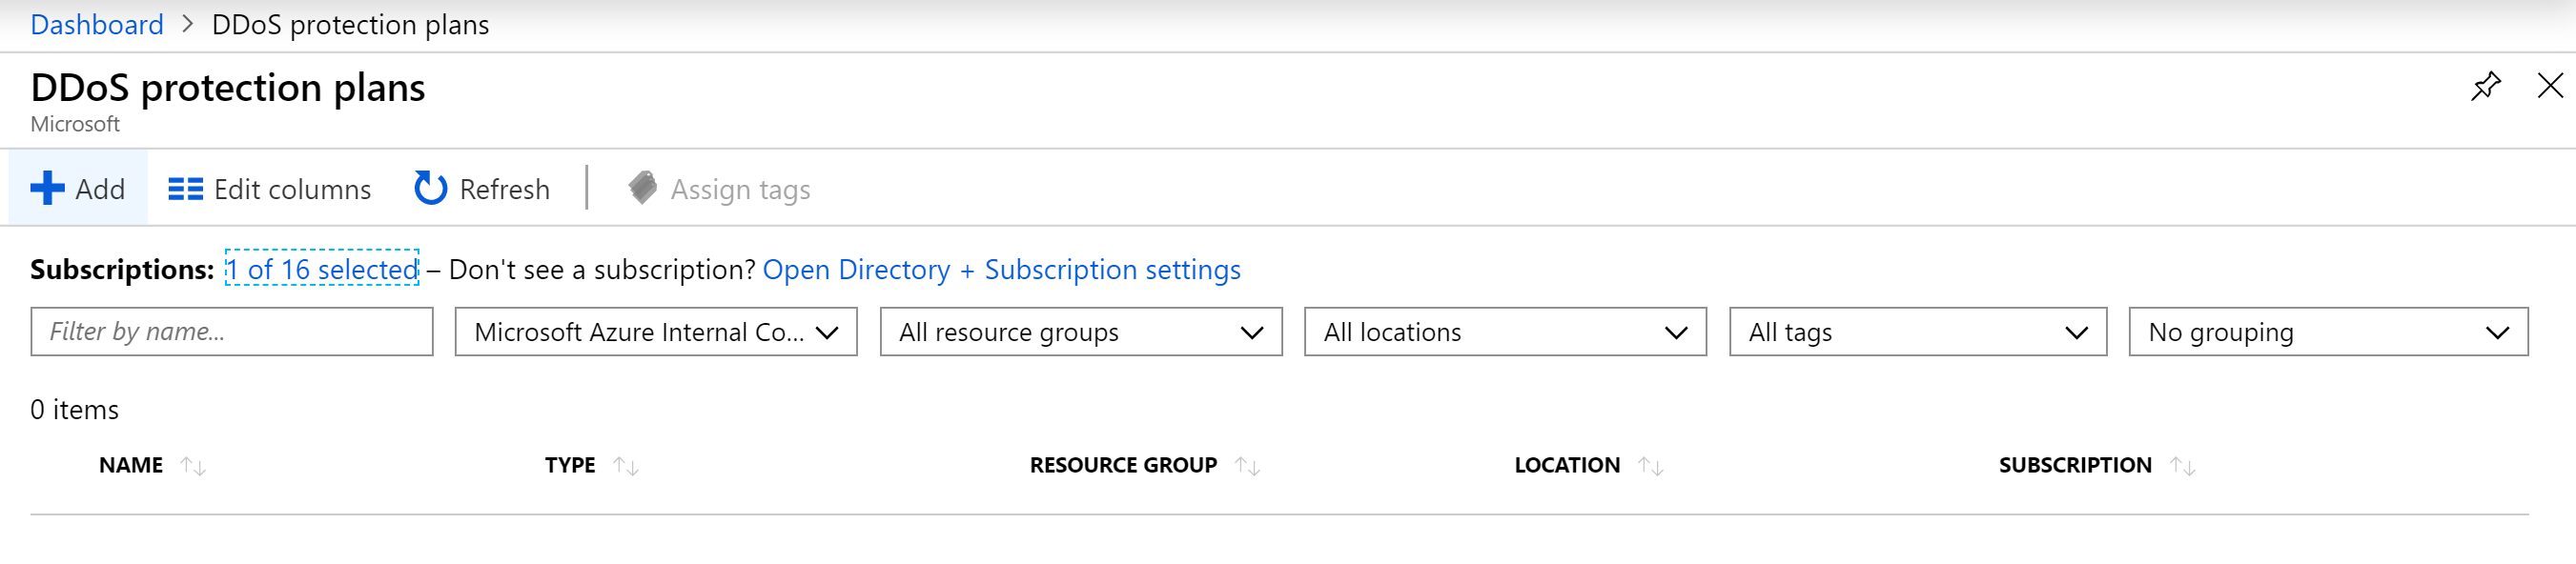 Dashboard > DDoS protection plans
DDoS protection plans
Microsoft
Add Edit columns Refresh Assign tags
Subscriptions: 1 of 16 selected – Don't see a subscription? Open Directory + Subscription settings
Filter by name... Microsoft Azure Internal Co... All resource groups All locations All tags No grouping
0 items
NAME TYPE RESOURCE GROUP LOCATION SUBSCRIPTION